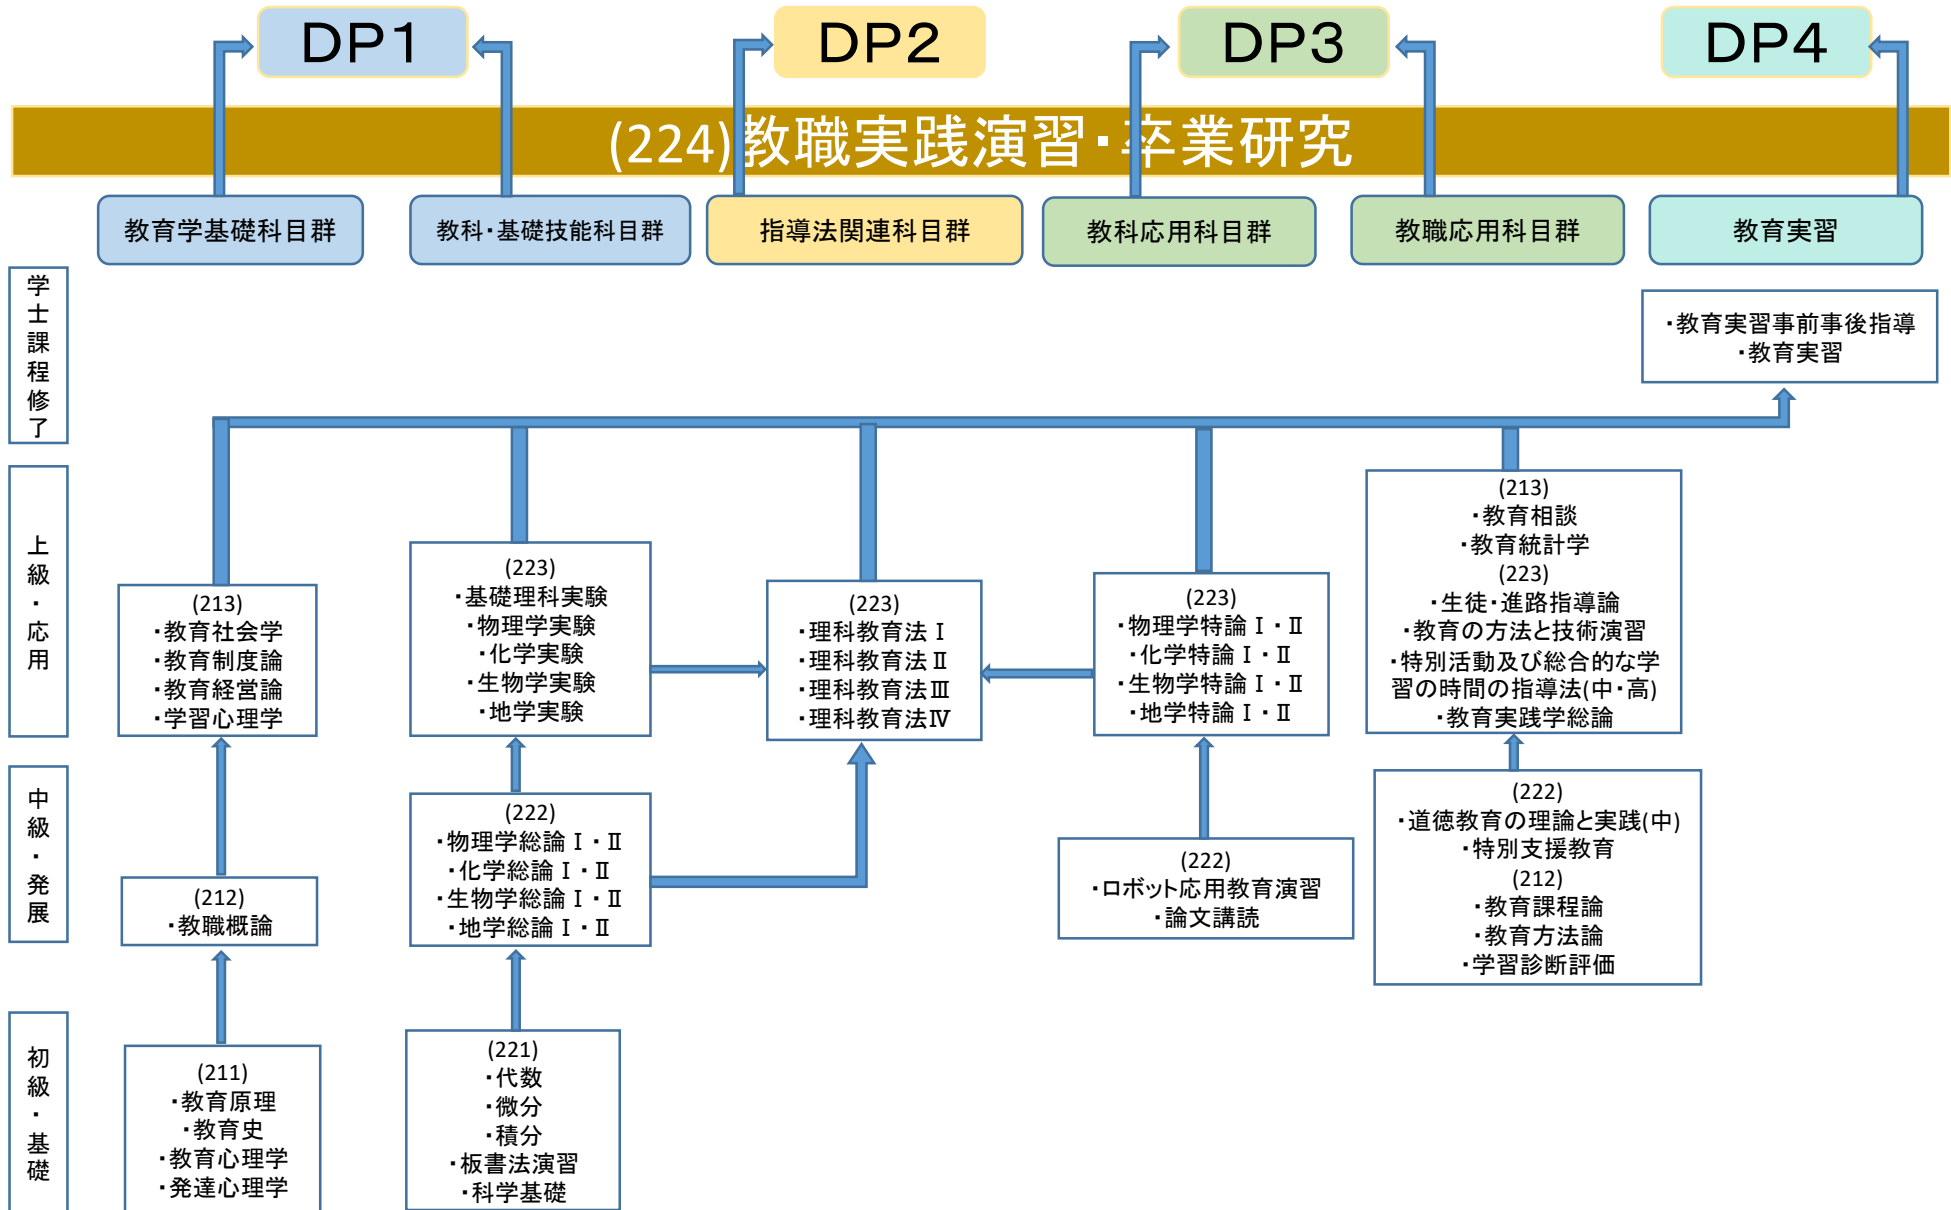 DP1
DP2
DP3
DP4
(224)教職実践演習・卒業研究
教育学基礎科目群
教科・基礎技能科目群
指導法関連科目群
教科応用科目群
教職応用科目群
教育実習
学士課程修了
・教育実習事前事後指導
・教育実習
上級・応用
(213)
・教育社会学
・教育制度論
・教育経営論
・学習心理学
(223)
・基礎理科実験
・物理学実験
・化学実験
・生物学実験
・地学実験
(223)
・理科教育法Ⅰ
・理科教育法Ⅱ
・理科教育法Ⅲ
・理科教育法Ⅳ
(223)
・物理学特論Ⅰ・Ⅱ
・化学特論Ⅰ・Ⅱ
・生物学特論Ⅰ・Ⅱ
・地学特論Ⅰ・Ⅱ
(213)
・教育相談
・教育統計学
(223)
・生徒・進路指導論
・教育の方法と技術演習
・特別活動及び総合的な学
習の時間の指導法(中・高)
・教育実践学総論
中級・発展
(212)
・教職概論
(222)
・物理学総論Ⅰ・Ⅱ
・化学総論Ⅰ・Ⅱ
・生物学総論Ⅰ・Ⅱ
・地学総論Ⅰ・Ⅱ
(222)
・ロボット応用教育演習
・論文講読
(222)
・道徳教育の理論と実践(中)
・特別支援教育
(212)
・教育課程論
・教育方法論
・学習診断評価
初級・基礎
(211)
・教育原理
・教育史
・教育心理学
・発達心理学
(221)
・代数
・微分
・積分
・板書法演習
・科学基礎